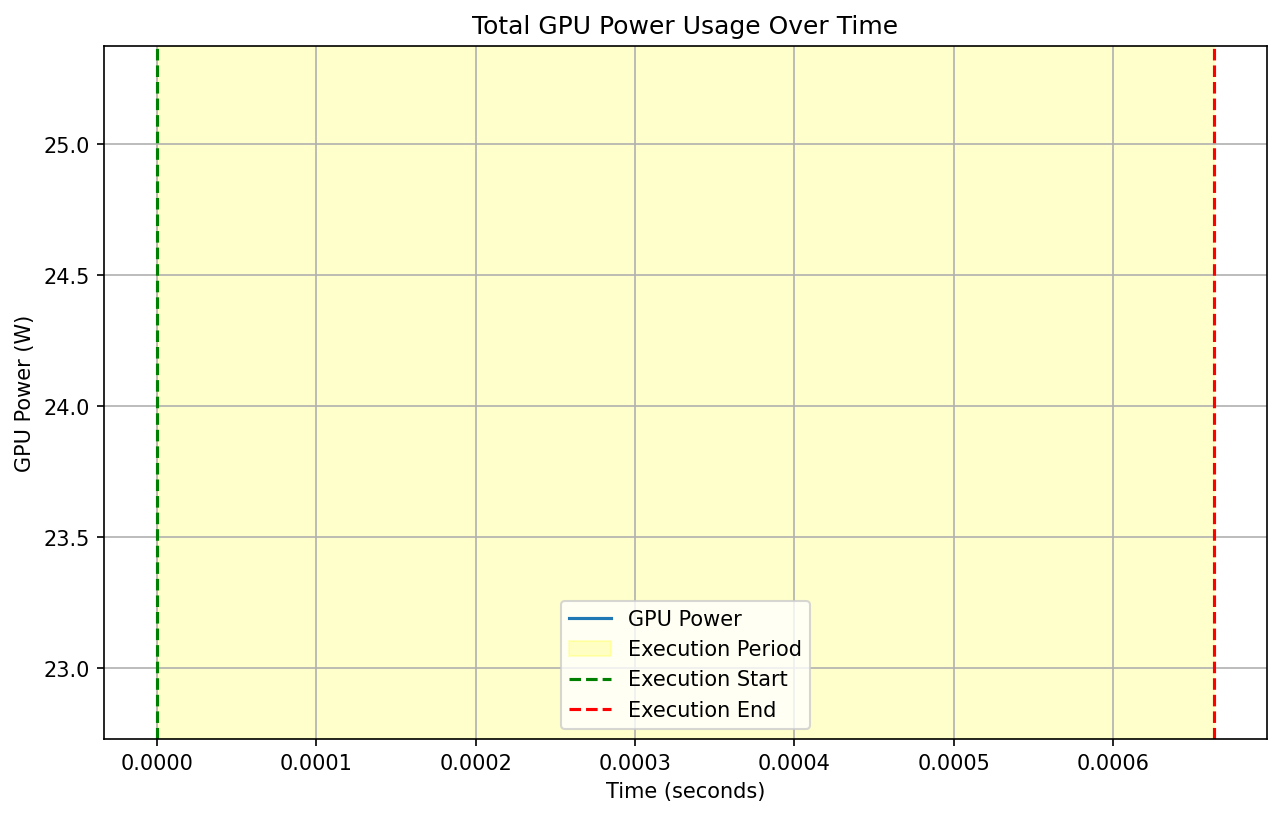 Total GPU Power Usage Over Time
GPU Power (W)
25.0
24.5
24.0
23.5
23.0
GPU Power
Execution Period
Execution Start
Execution End
0.0000 0.0001 0.0002 0.0003 0.0004 0.0005 0.0006
Time (seconds)